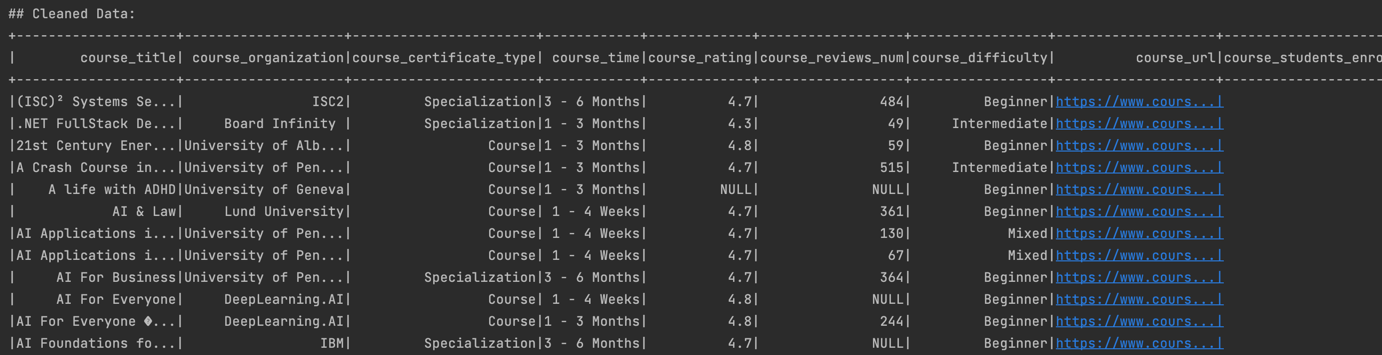 ## Cleaned Data:
+--------------------+--------------------+-----------------------+------------+-------------+------------------+-----------------+--------------------+--------------------
|        course_title| course_organization|course_certificate_type| course_time|course_rating|course_reviews_num|course_difficulty|          course_url|course_students_enro
+--------------------+--------------------+-----------------------+------------+-------------+------------------+-----------------+--------------------+--------------------
|(ISC)² Systems Se...|                ISC2|         Specialization|3 - 6 Months|          4.7|               484|         Beginner|https://www.cours...|
|.NET FullStack De...|     Board Infinity |         Specialization|1 - 3 Months|          4.3|                49|     Intermediate|https://www.cours...|
|21st Century Ener...|University of Alb...|                 Course|1 - 3 Months|          4.8|                59|         Beginner|https://www.cours...|
|A Crash Course in...|University of Pen...|                 Course|1 - 3 Months|          4.7|               515|     Intermediate|https://www.cours...|
|    A life with ADHD|University of Geneva|                 Course|1 - 3 Months|         NULL|              NULL|         Beginner|https://www.cours...|
|            AI & Law|     Lund University|                 Course| 1 - 4 Weeks|          4.7|               361|         Beginner|https://www.cours...|
|AI Applications i...|University of Pen...|                 Course| 1 - 4 Weeks|          4.7|               130|            Mixed|https://www.cours...|
|AI Applications i...|University of Pen...|                 Course| 1 - 4 Weeks|          4.7|                67|            Mixed|https://www.cours...|
|     AI For Business|University of Pen...|         Specialization|3 - 6 Months|          4.7|               364|         Beginner|https://www.cours...|
|     AI For Everyone|     DeepLearning.AI|                 Course| 1 - 4 Weeks|          4.8|              NULL|         Beginner|https://www.cours...|
|AI For Everyone �...|     DeepLearning.AI|                 Course|1 - 3 Months|          4.8|               244|         Beginner|https://www.cours...|
|AI Foundations fo...|                 IBM|         Specialization|3 - 6 Months|          4.7|              NULL|         Beginner|https://www.cours...|